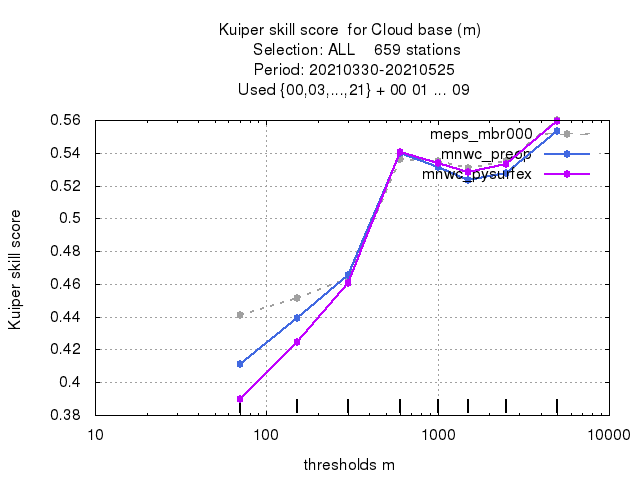 Kuiper skill score  for Cloud base (m)
Selection: ALL    659 stations
Period: 20210330-20210525
Used {00,03,...,21} + 00 01 ... 09
Kuiper skill score
0.56
0.54
0.52
0.5
0.48
0.46
0.44
0.42
0.4
0.38
meps_mbr000
mnwc_preop
mnwc_pysurfex
10
100
1000
10000
thresholds m